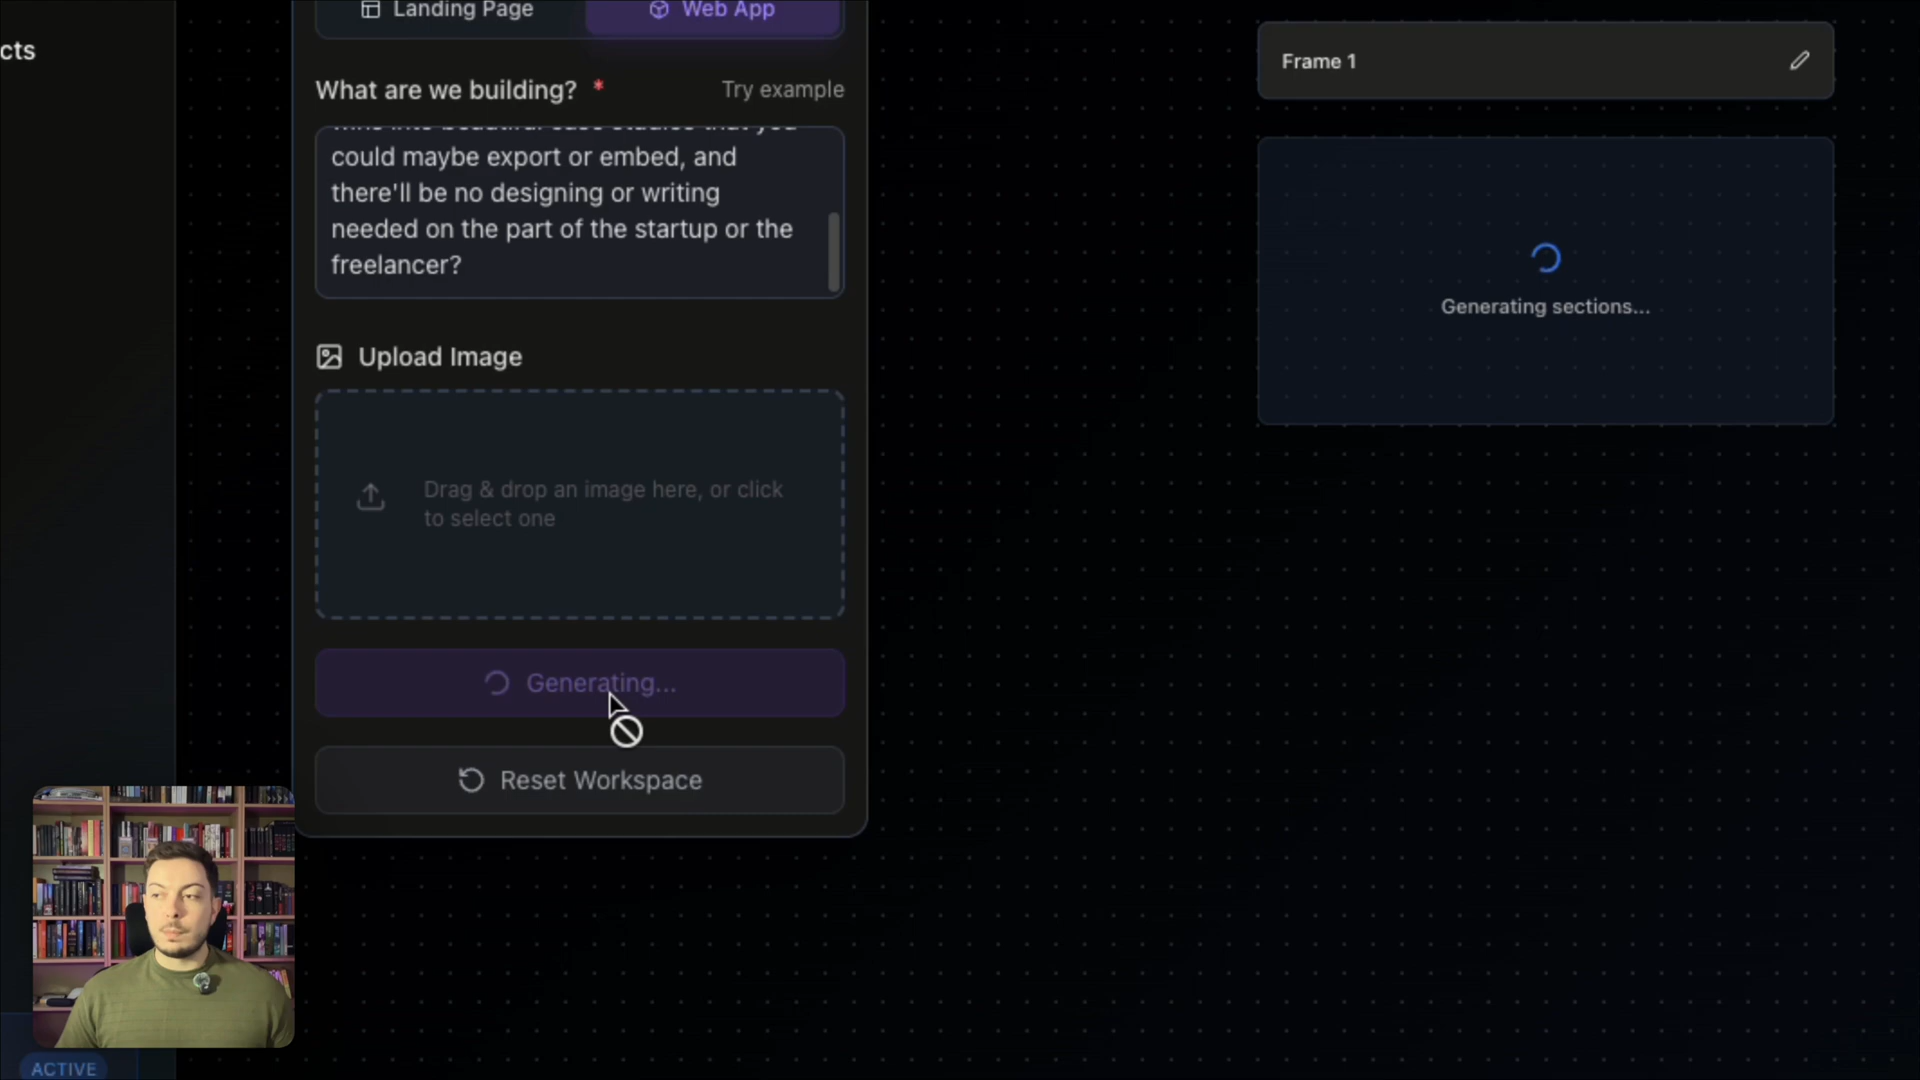 cts
Landing Page
Web App
What are we building? *
Try example
could maybe export or embed, and
there'll be no designing or writing
needed on the part of the startup or the
freelancer?
Upload Image
Drag & drop an image here, or click
to select one
Generating...
Reset Workspace
ACTIVE
Frame 1
Generating sections...